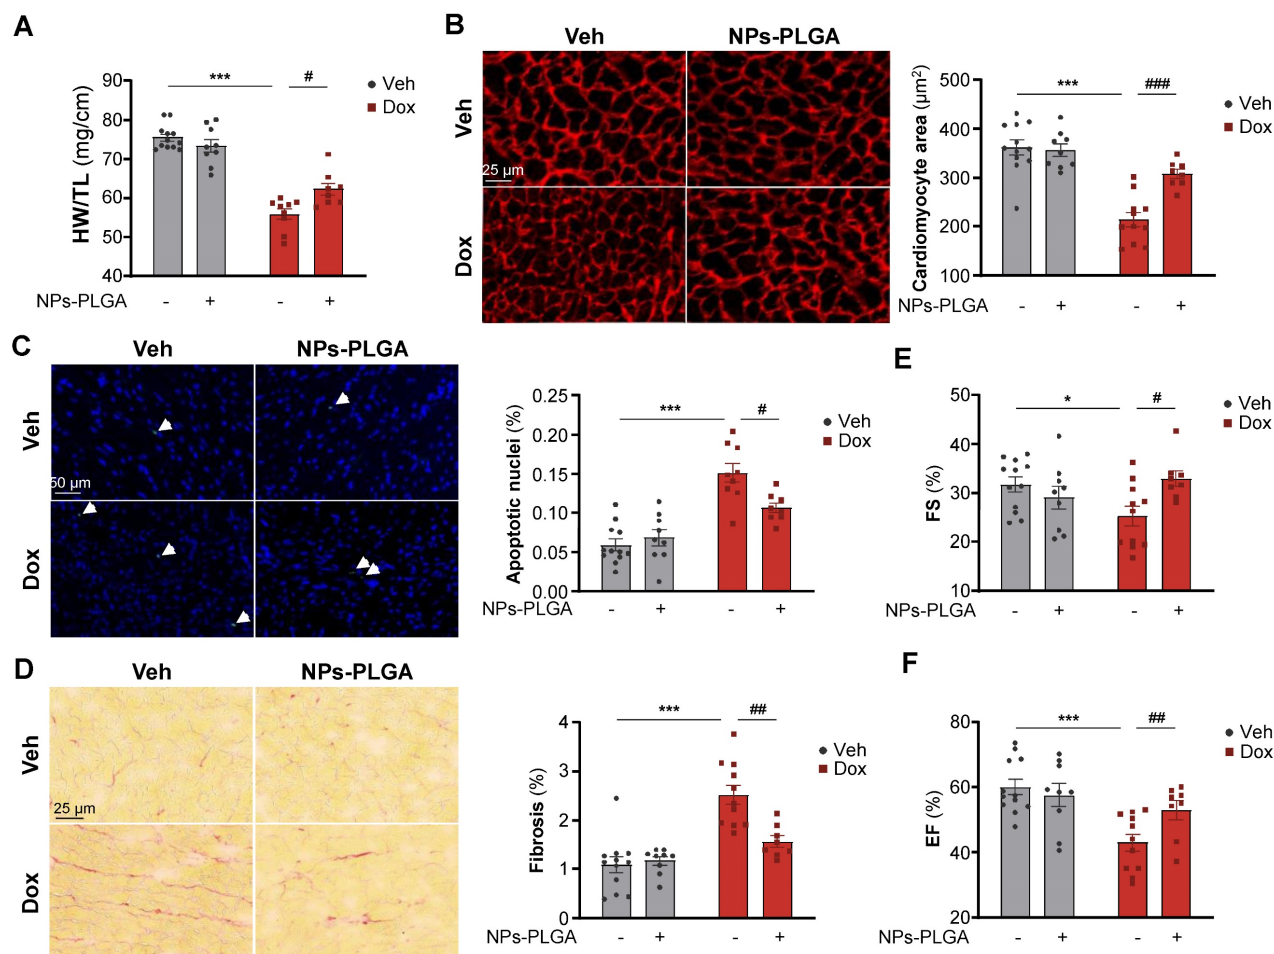 A
HW/TL (mg/cm)
90
80
70
60
50
40
***
#
Veh
Dox
NPs-PLGA - + - +
B
Veh NPs-PLGA
Veh
25 µm
Dox
Cardiomyocyte area (µm²)
500
400
300
200
100
***
###
Veh
Dox
NPs-PLGA - + - +
C
Veh NPs-PLGA
Veh
50 µm
Dox
Apoptotic nuclei (%)
0.25
0.20
0.15
0.10
0.05
0.00
***
#
Veh
Dox
NPs-PLGA - + - +
E
FS (%)
50
40
30
20
10
*
#
Veh
Dox
NPs-PLGA - + - +
D
Veh NPs-PLGA
Veh
25 µm
Dox
Fibrosis (%)
4
3
2
1
0
***
##
Veh
Dox
NPs-PLGA - + - +
F
EF (%)
80
60
40
20
***
##
Veh
Dox
NPs-PLGA - + - +